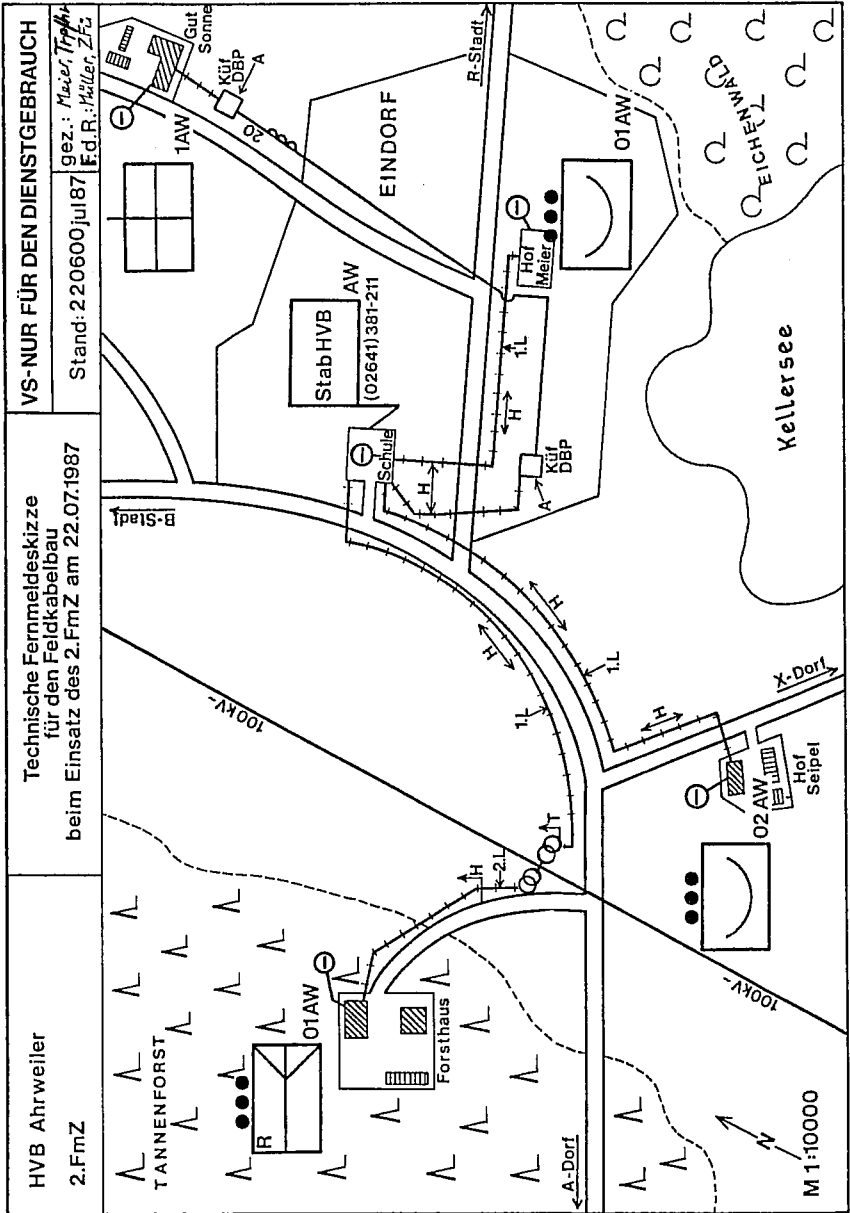 HVB Ahrweiler
2.FmZ
Technische Fernmeldeskizze
für den Feldkabelbau
beim Einsatz des 2.FmZ am 22.07.1987
VS-NUR FÜR DEN DIENSTGEBRAUCH
Stand: 220600jul87
gez.: Meier,
F.d.R.: Müller, ZFü
TANNENFORST
R
01AW
Forsthaus
A-Dorf
M 1:10000
N
100kV~
100kV~
H
2.L
T
1.L
H
B-Stadt
Schule
Stab HVB
AW
(02641) 381-211
H
H
1.L
Küf
DBP
A
H
1.L
H
X-Dorf
02AW
Hof
Seipel
Kellersee
1AW
Gut
Sonne
Küf
DBP
A
20
EINDORF
R-Stadt
Hof
Meier
01AW
EICHENWALD